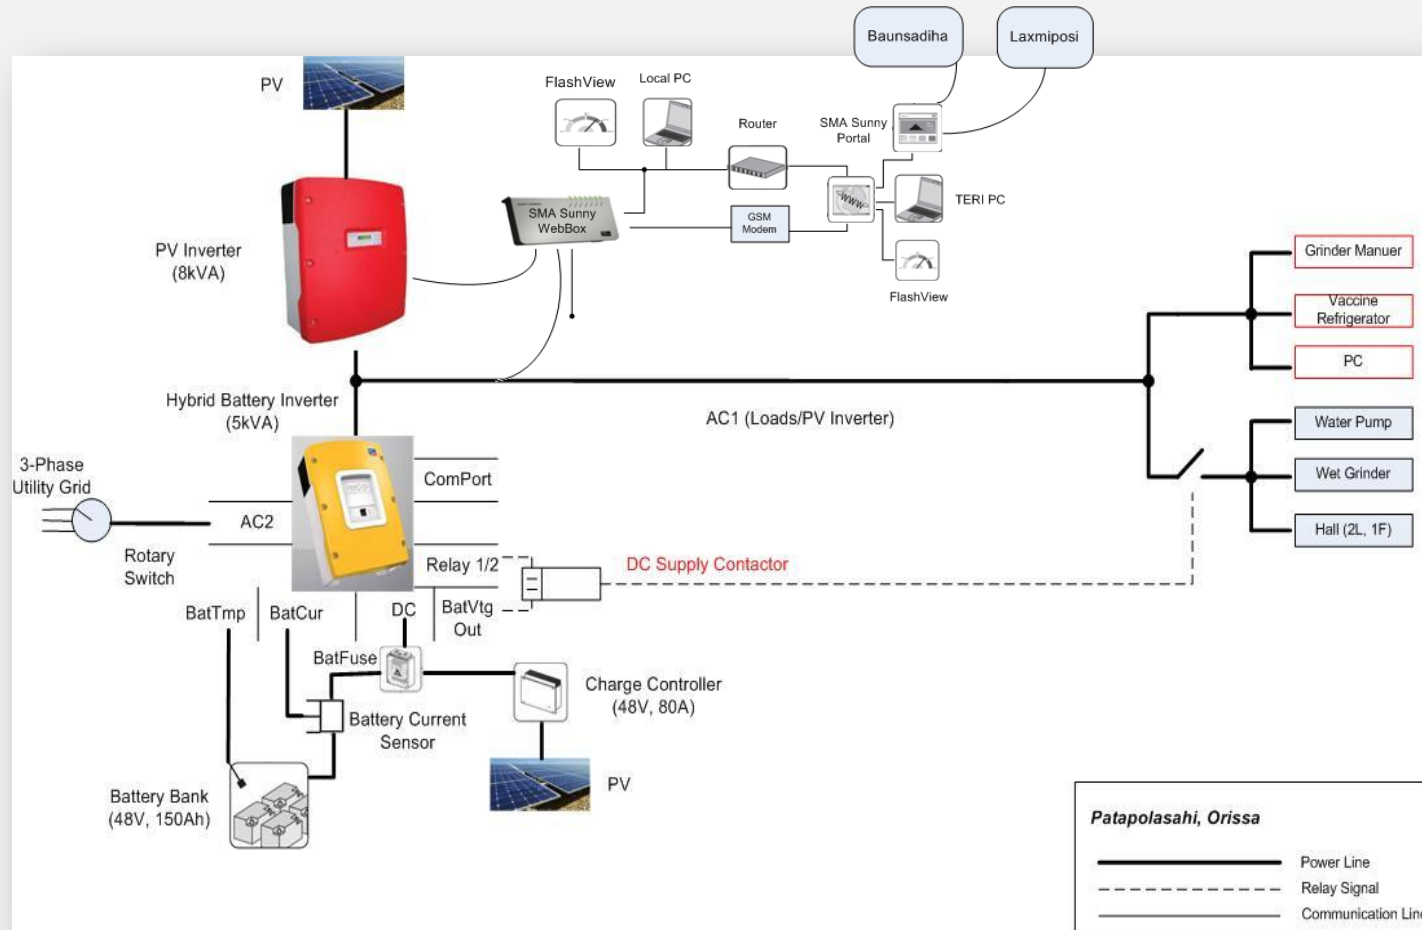 Baunsadiha
Laxmiposi
PV
FlashView
Local PC
Router
SMA Sunny
Portal
SMA Sunny
WebBox
WWW
TERI PC
GSM
Modem
FlashView
PV Inverter
(8kVA)
Grinder Manuer
Vaccine
Refrigerator
PC
Hybrid Battery Inverter
(5kVA)
AC1 (Loads/PV Inverter)
Water Pump
Wet Grinder
Hall (2L, 1F)
3-Phase
Utility Grid
ComPort
AC2
Rotary
Switch
Relay 1/2
DC Supply Contactor
BatTmp
BatCur
DC
BatVtg
Out
BatFuse
Charge Controller
(48V, 80A)
Battery Current
Sensor
PV
Battery Bank
(48V, 150Ah)
Patapolasahi, Orissa
Power Line
Relay Signal
Communication Line